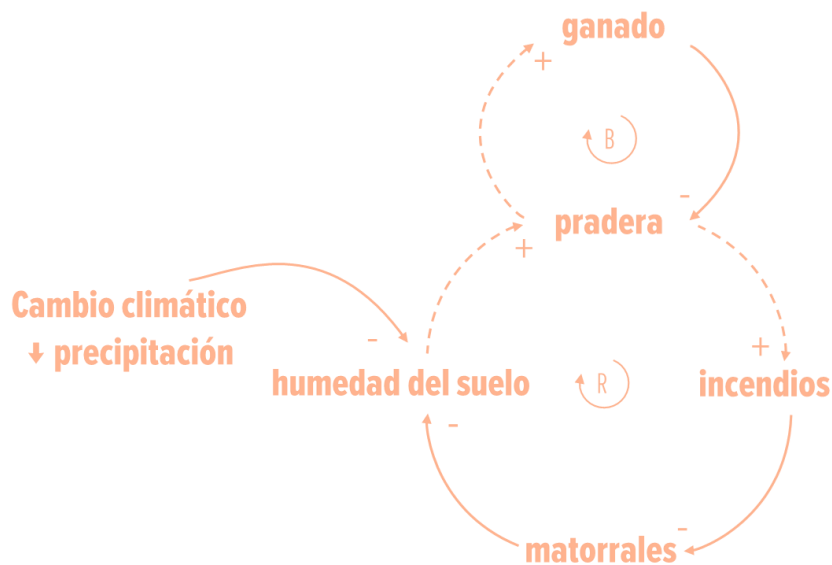 ganado
+
B
-
pradera
+
Cambio climático
precipitación
-
+
humedad del suelo
R
incendios
-
matorrales
-